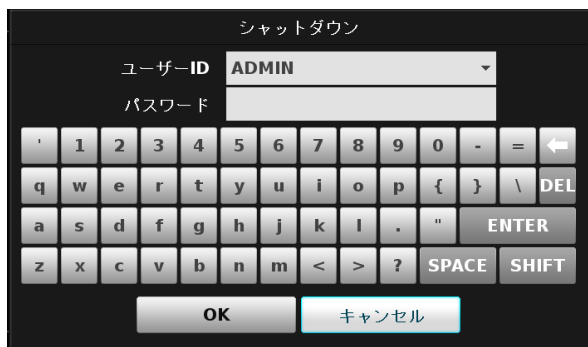 シャットダウン
ユーザーID ADMIN
パスワード
' 1 2 3 4 5 6 7 8 9 0 - =
q w e r t y u i o p { } \ DEL
a s d f g h j k l . " ENTER
z x c v b n m < > ? SPACE SHIFT
OK キャンセル